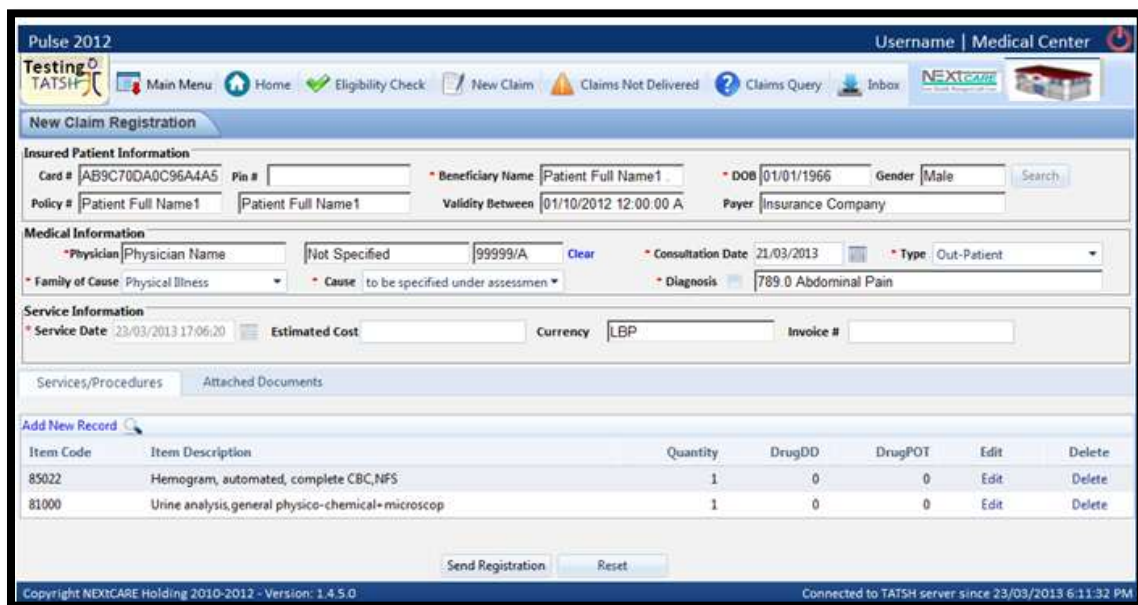 Pulse 2012 Username | Medical Center
Testing
TATSH Main Menu Home Eligibility Check New Claim Claims Not Delivered Claims Query Inbox NEXtCARE
New Claim Registration
Insured Patient Information
Card # AB9C70DA0C96A4A5 Pin # * Beneficiary Name Patient Full Name1 . * DOB 01/01/1966 Gender Male Search
Policy # Patient Full Name1 Patient Full Name1 Validity Between 01/10/2012 12:00:00 A Payer Insurance Company
Medical Information
*Physician Physician Name Not Specified 99999/A Clear * Consultation Date 21/03/2013 * Type Out-Patient
* Family of Cause Physical Illness * Cause to be specified under assessmen * Diagnosis 789.0 Abdominal Pain
Service Information
* Service Date 23/03/2013 17:06:20 Estimated Cost Currency LBP Invoice #
Services/Procedures Attached Documents
Add New Record
Item Code Item Description Quantity DrugDD DrugPOT Edit Delete
85022 Hemogram, automated, complete CBC,NFS 1 0 0 Edit Delete
81000 Urine analysis,general physico-chemical+microscop 1 0 0 Edit Delete
Send Registration Reset
Copyright NEXtCARE Holding 2010-2012 - Version: 1.4.5.0 Connected to TATSH server since 23/03/2013 6:11:32 PM